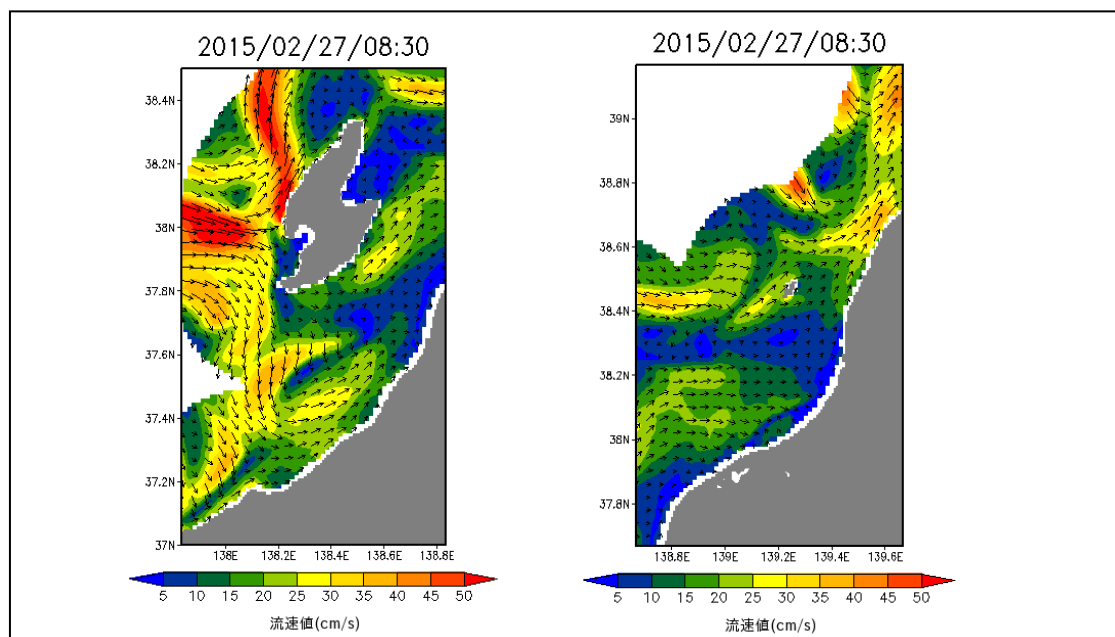 2015/02/27/08:30
38.4N
38.2N
38N
37.8N
37.6N
37.4N
37.2N
37N
138E 138.2E 138.4E 138.6E 138.8E
5 10 15 20 25 30 35 40 45 50
流速値(cm/s)
2015/02/27/08:30
39N
38.8N
38.6N
38.4N
38.2N
38N
37.8N
138.8E 139E 139.2E 139.4E 139.6E
5 10 15 20 25 30 35 40 45 50
流速値(cm/s)